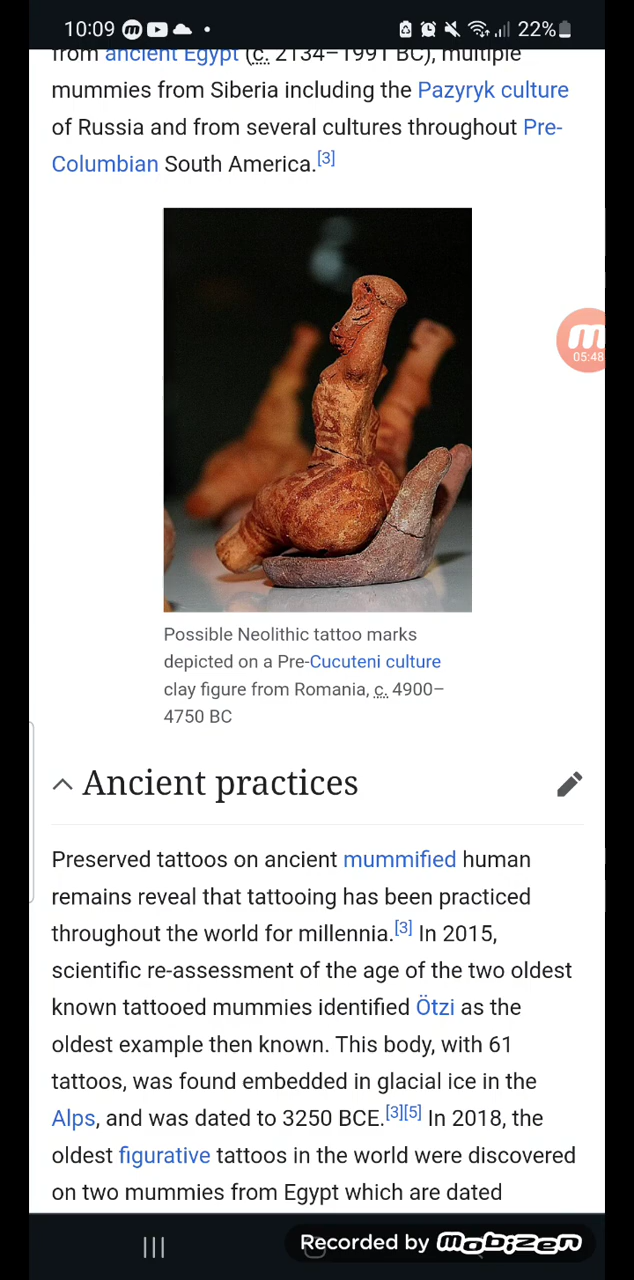 10:09 22%
from ancient Egypt (c. 2134–1991 BC), multiple
mummies from Siberia including the Pazyryk culture
of Russia and from several cultures throughout Pre-
Columbian South America.[3]
m
05:48
Possible Neolithic tattoo marks
depicted on a Pre-Cucuteni culture
clay figure from Romania, c. 4900–
4750 BC
Ancient practices
Preserved tattoos on ancient mummified human
remains reveal that tattooing has been practiced
throughout the world for millennia.[3] In 2015,
scientific re-assessment of the age of the two oldest
known tattooed mummies identified Ötzi as the
oldest example then known. This body, with 61
tattoos, was found embedded in glacial ice in the
Alps, and was dated to 3250 BCE.[3][5] In 2018, the
oldest figurative tattoos in the world were discovered
on two mummies from Egypt which are dated
Recorded by mobizen